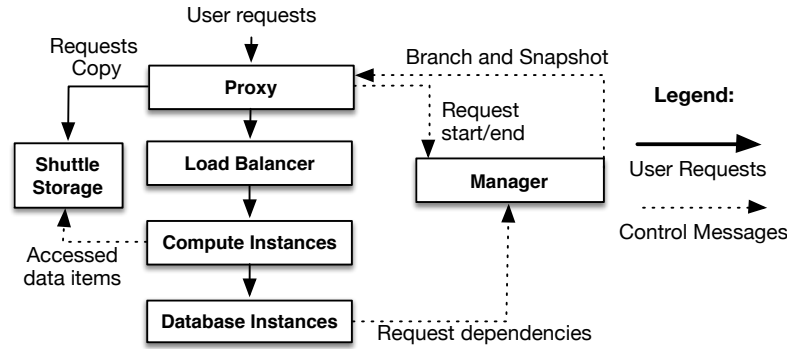 User requests
Requests
Copy
Branch and Snapshot
Proxy
Request
start/end
Legend:
Shuttle
Storage
Load Balancer
Manager
User Requests
Compute Instances
Control Messages
Accessed
data items
Database Instances
Request dependencies